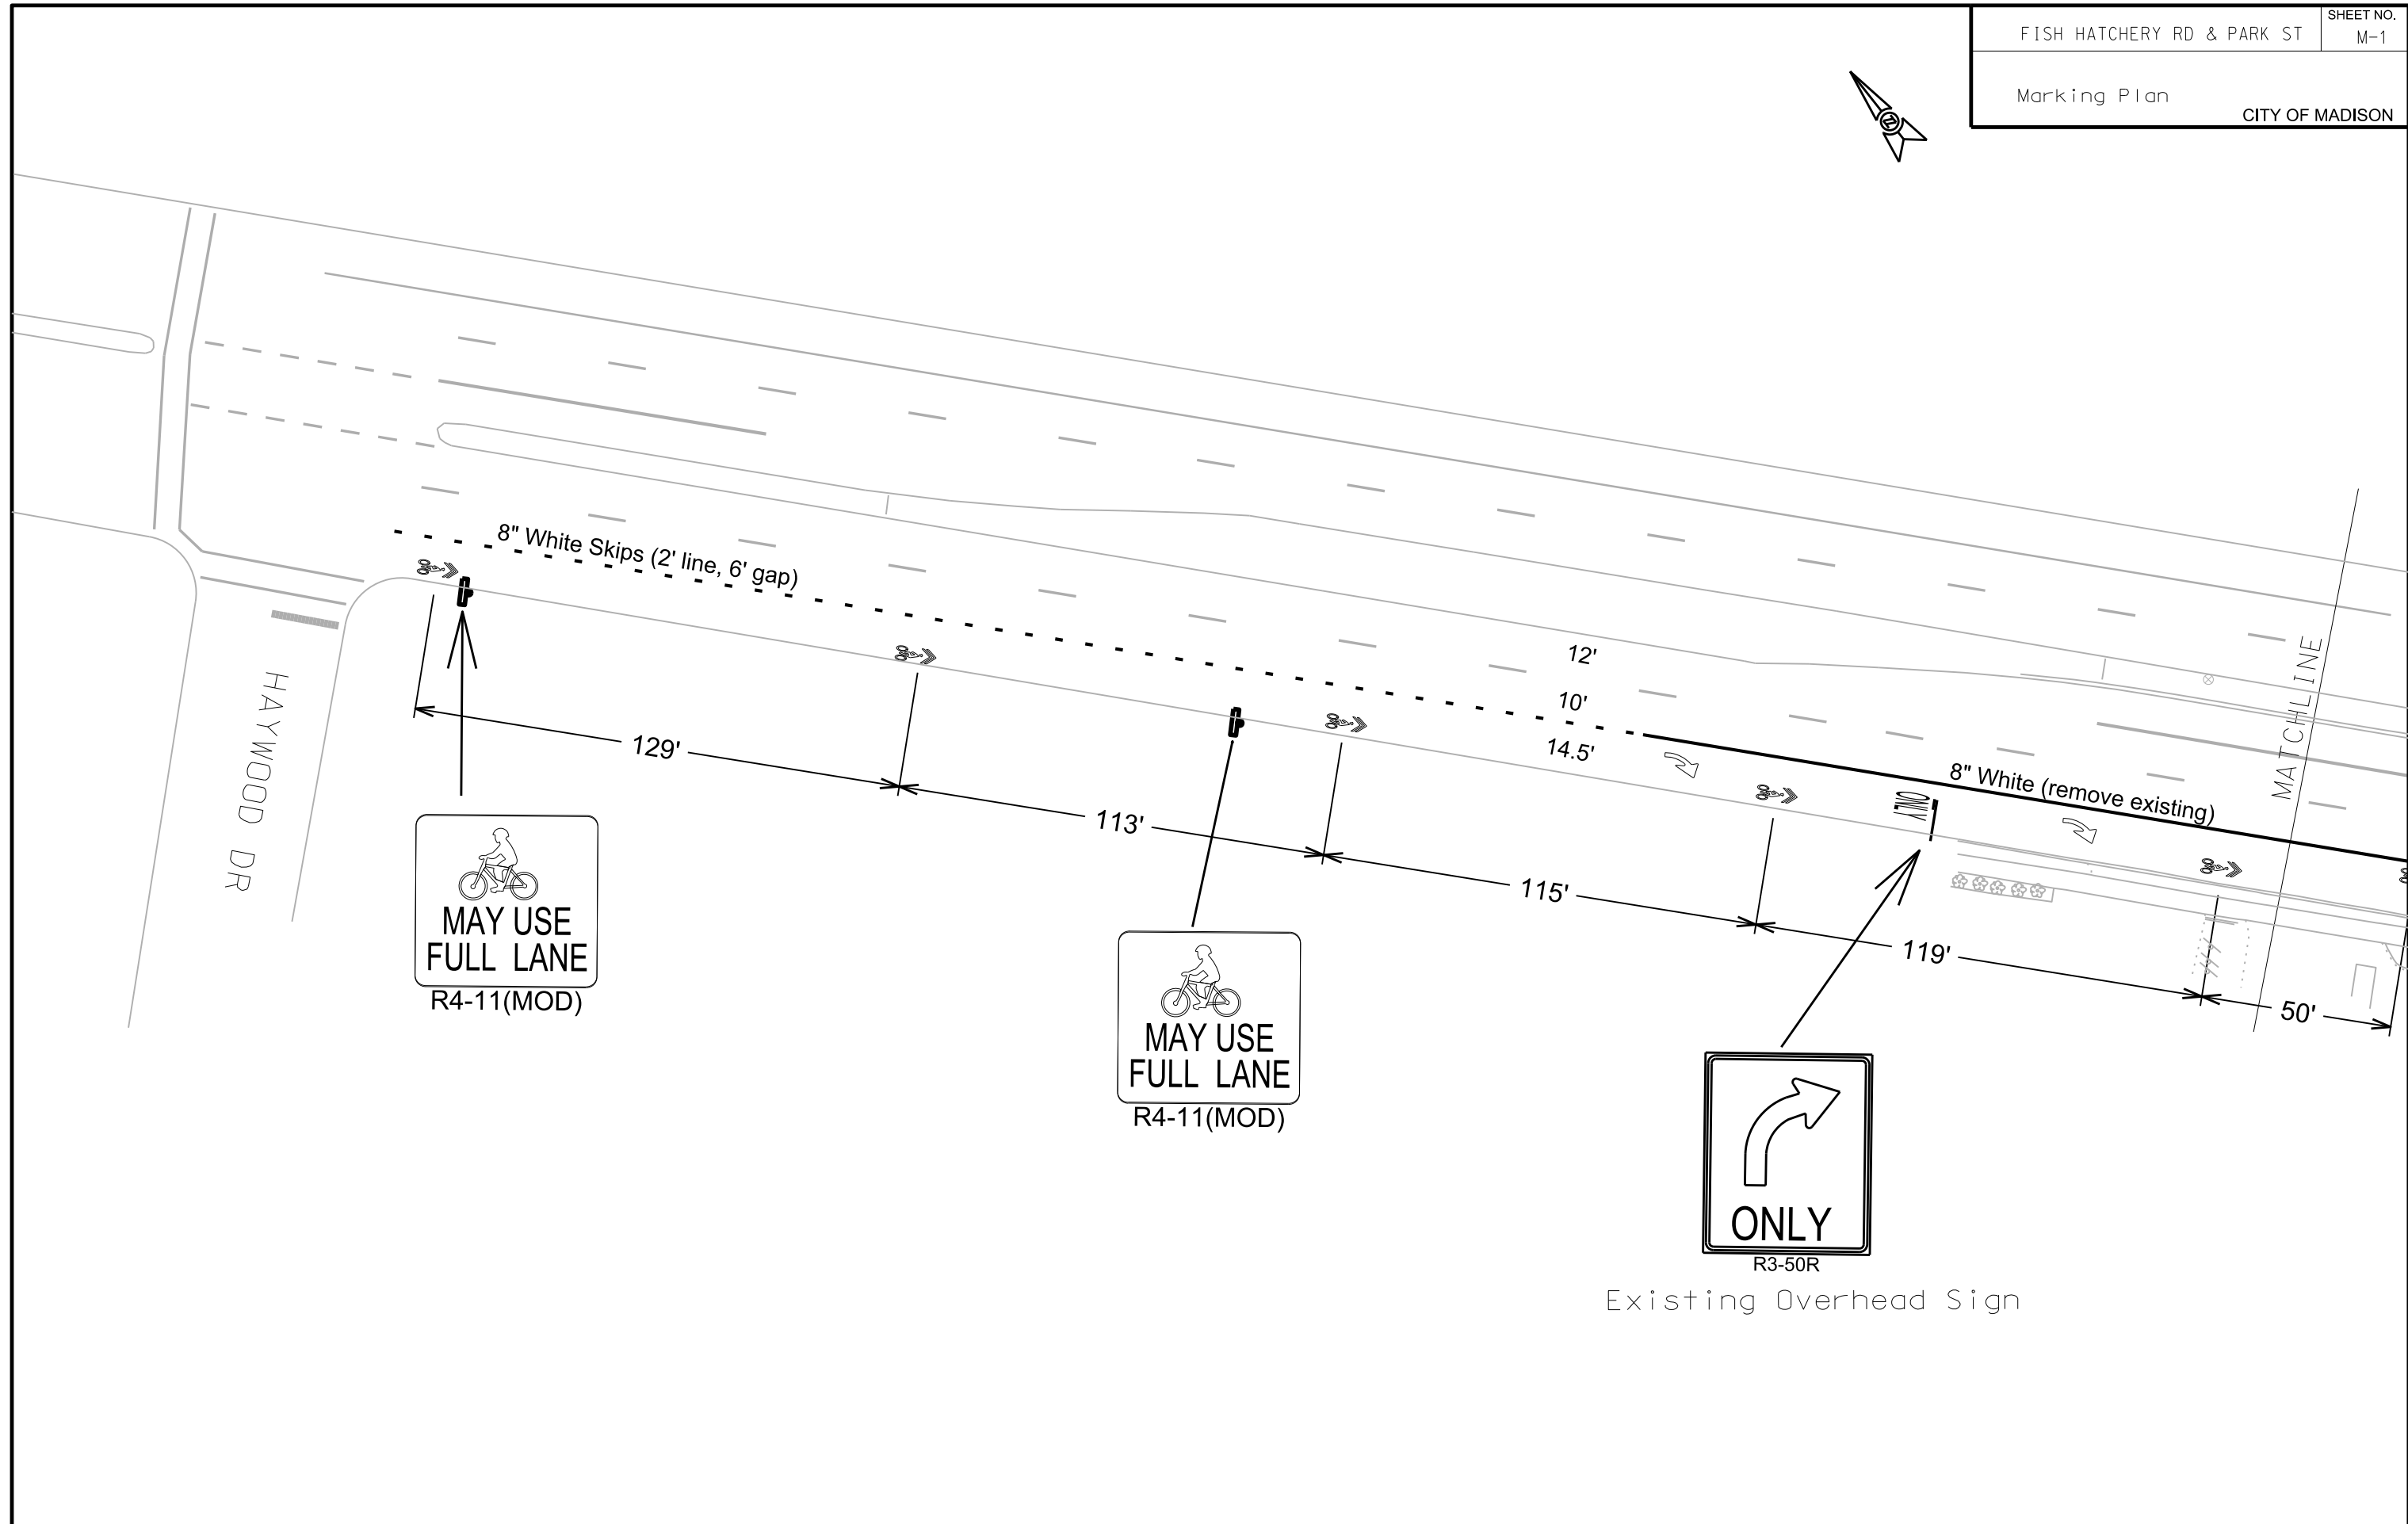 FISH HATCHERY RD & PARK ST
SHEET NO.
M-1
Marking Plan
CITY OF MADISON
8" White Skips (2' line, 6' gap)
12'
10'
14.5'
8" White (remove existing)
MATCHLINE
HAYWOOD DR
129'
113'
115'
119'
50'
ONLY
MAY USE
FULL LANE
R4-11(MOD)
MAY USE
FULL LANE
R4-11(MOD)
ONLY
R3-50R
Existing Overhead Sign